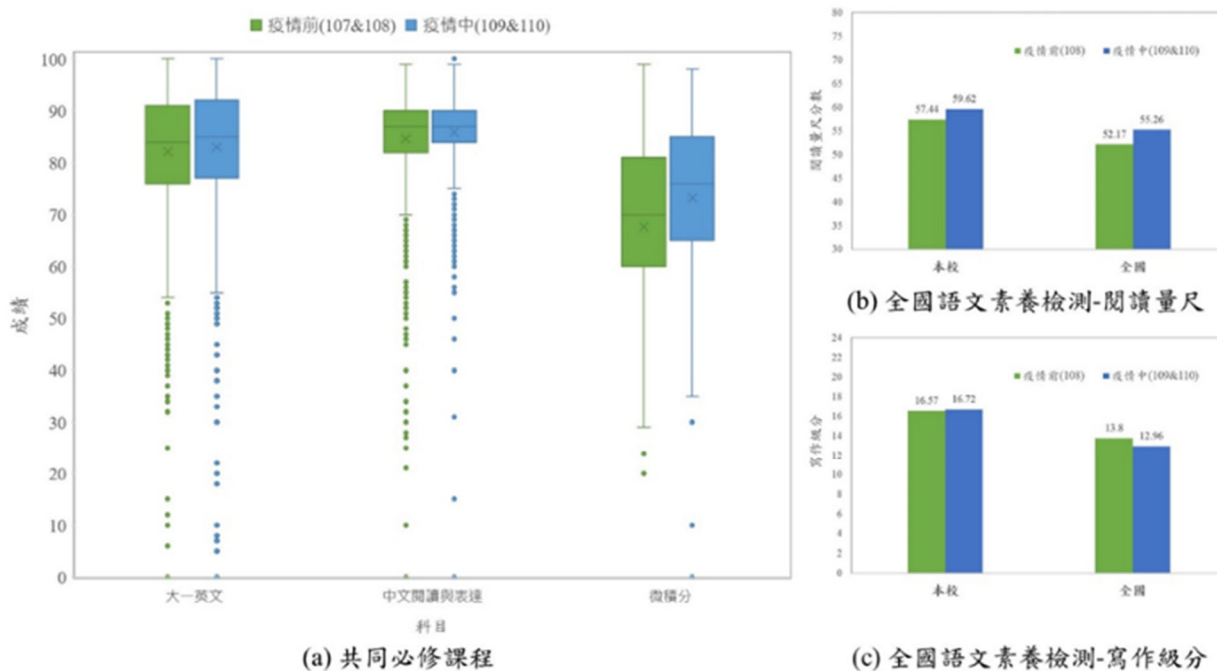 疫情前(107&108) 疫情中(109&110)
100
90
80
70
60
50
40
30
20
10
0
成績
大一英文 中文閱讀與表達 微積分
科目
(a) 共同必修課程
80
75
70
65
60
55
50
45
40
35
30
閱讀量尺分數
疫情前(108) 疫情中(109&110)
57.44 59.62 52.17 55.26
本校 全國
(b) 全國語文素養檢測-閱讀量尺
24
22
20
18
16
14
12
10
8
6
4
2
0
寫作級分
疫情前(108) 疫情中(109&110)
16.57 16.72 13.8 12.96
本校 全國
(c) 全國語文素養檢測-寫作級分